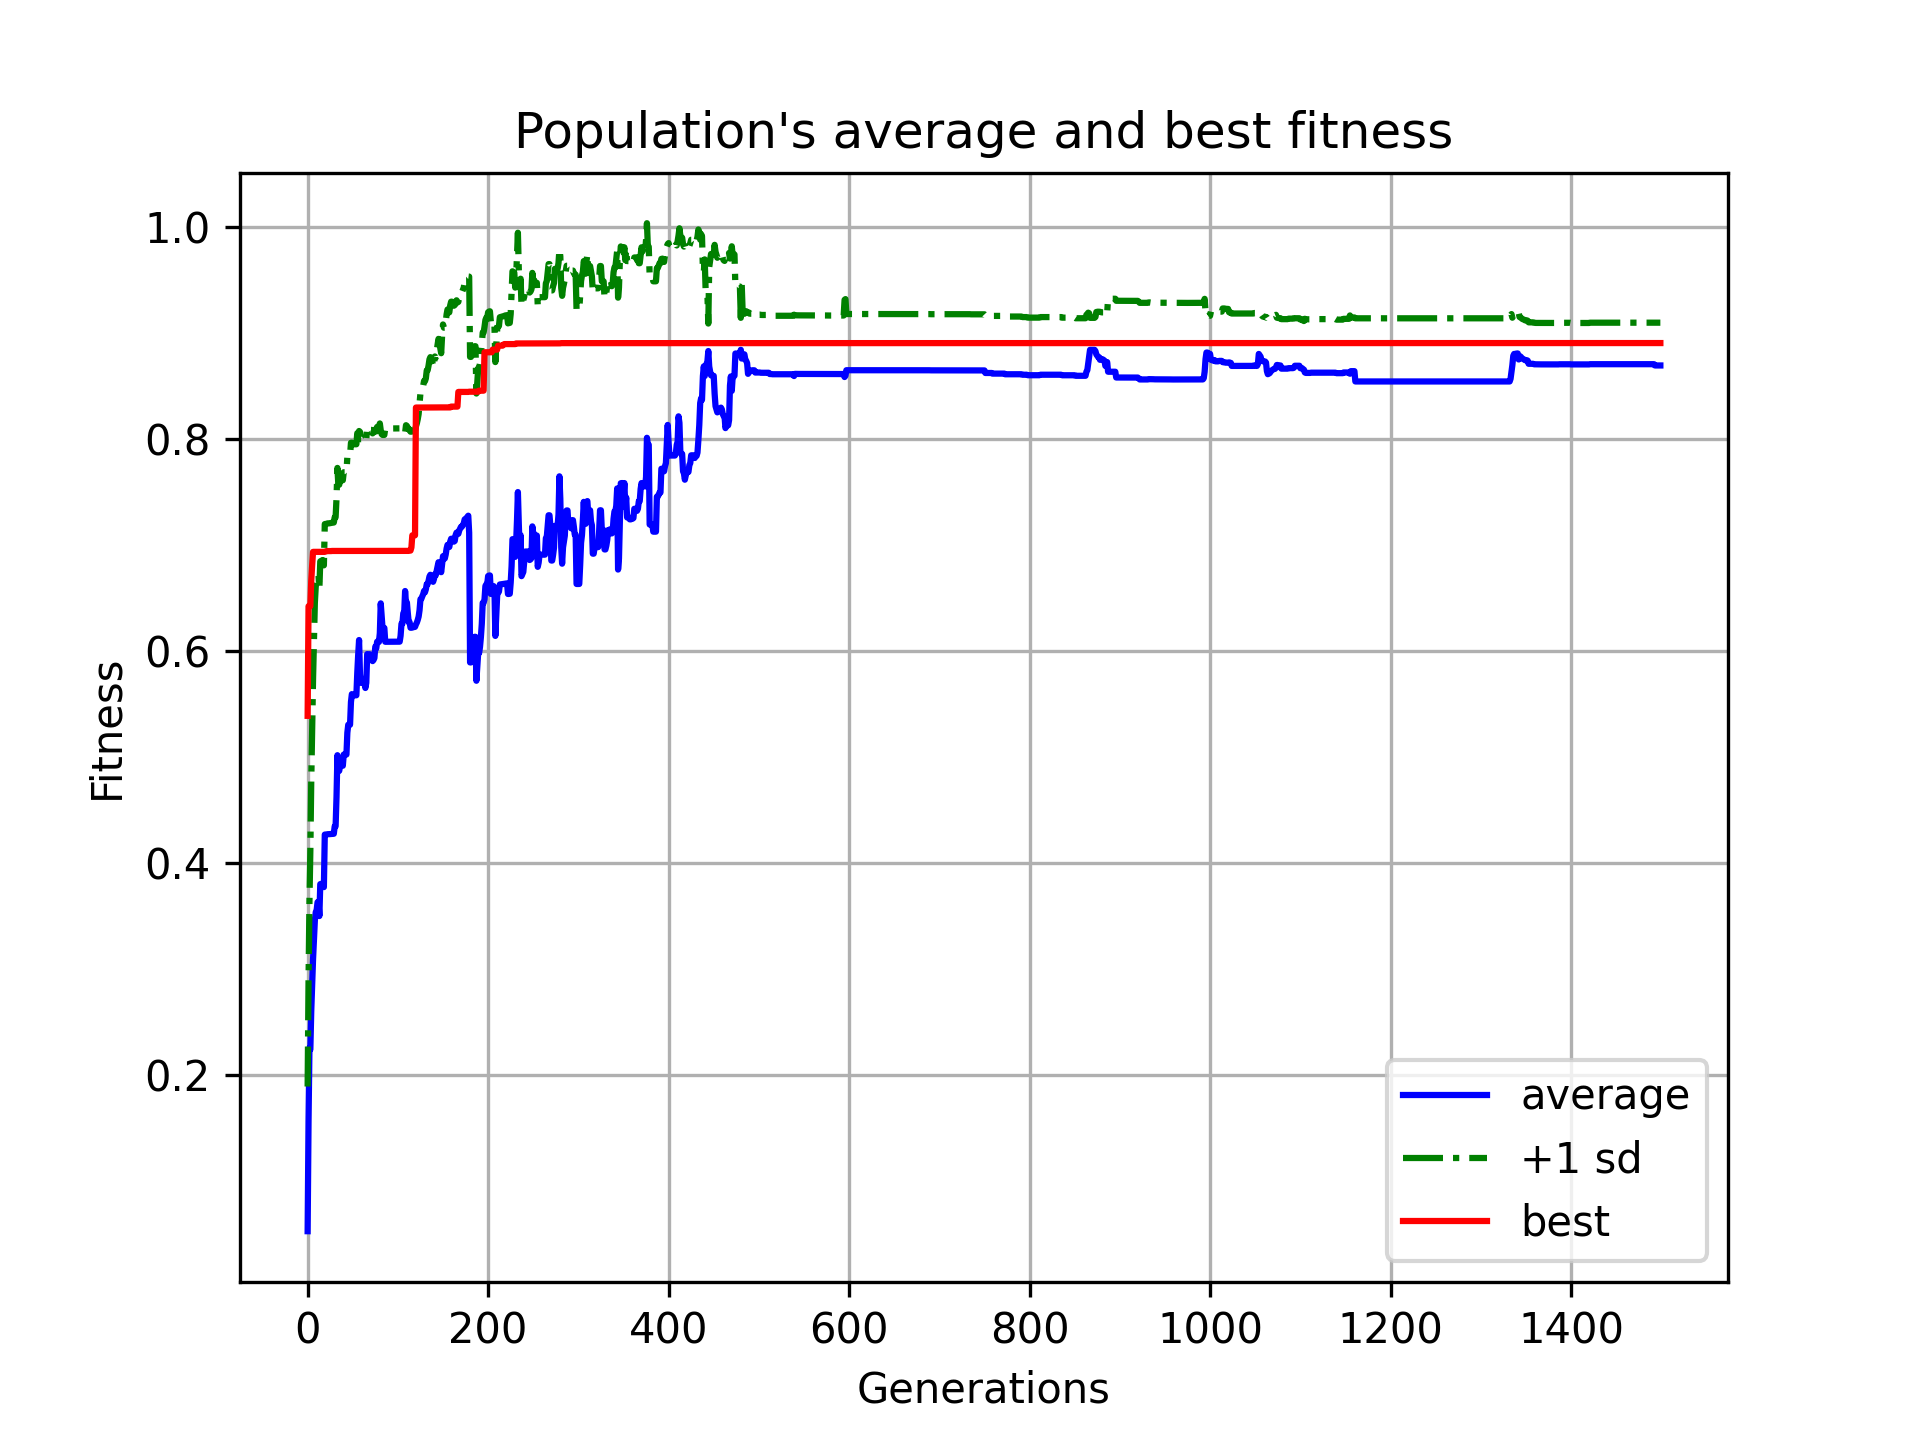 Population's average and best fitness
1.0
0.8
0.6
0.4
0.2
Fitness
0 200 400 600 800 1000 1200 1400
Generations
average
+1 sd
best